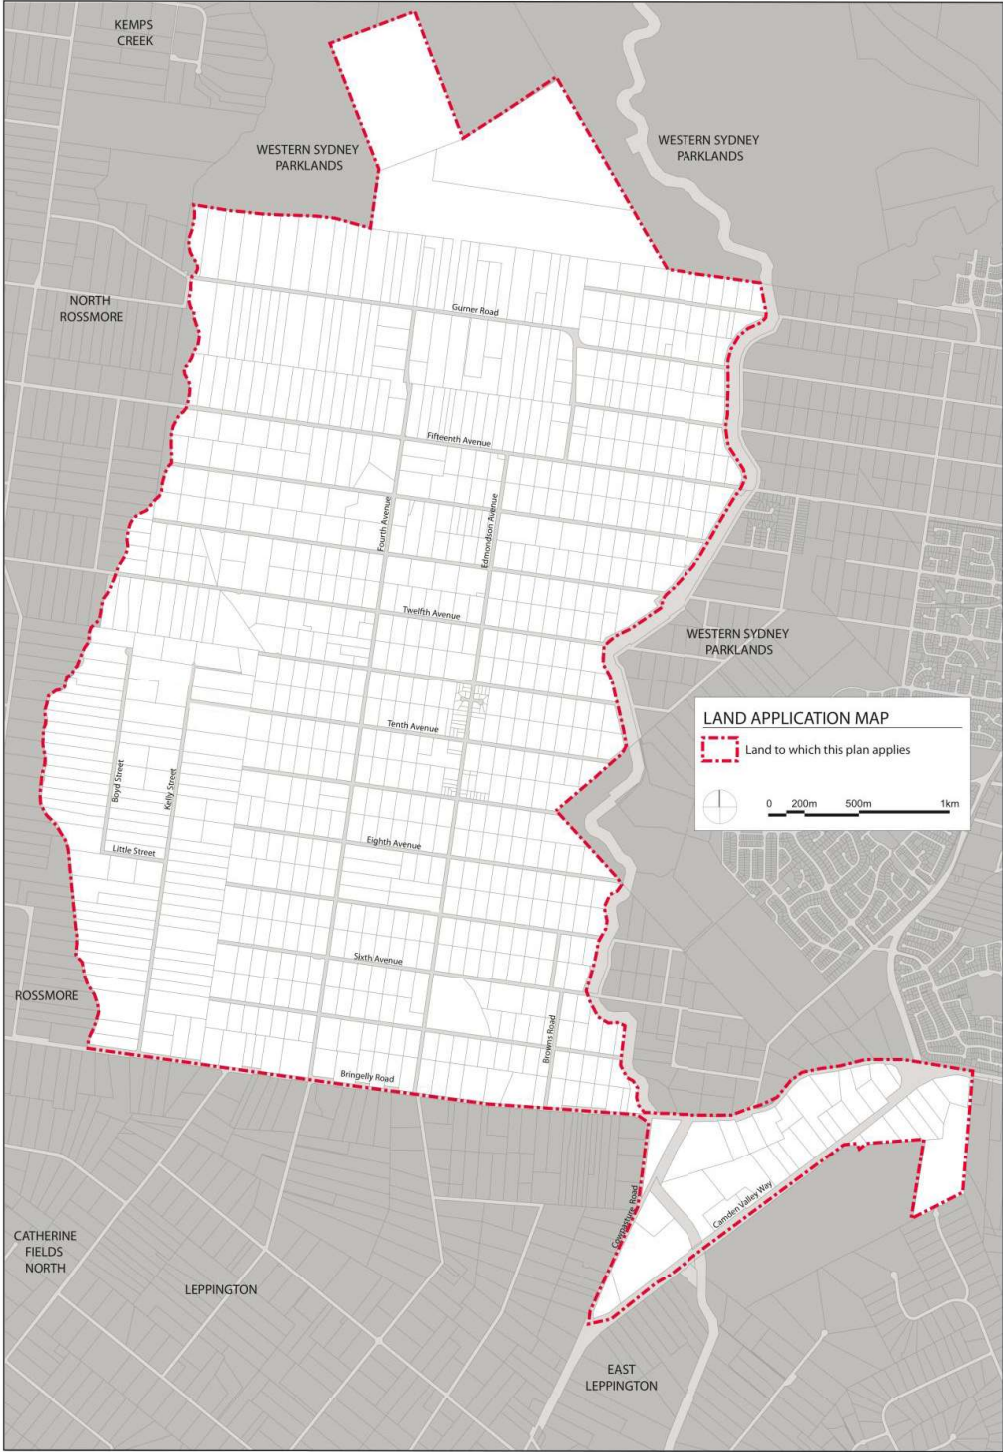 KEMPS
CREEK
WESTERN SYDNEY
PARKLANDS
WESTERN SYDNEY
PARKLANDS
NORTH
ROSSMORE
Gurner Road
Fifteenth Avenue
Fourth Avenue
Edmondson Avenue
Twelfth Avenue
WESTERN SYDNEY
PARKLANDS
LAND APPLICATION MAP
Land to which this plan applies
0 200m 500m 1km
Tenth Avenue
Boyd Street
Kelly Street
Little Street
Eighth Avenue
Sixth Avenue
ROSSMORE
Browns Road
Bringelly Road
Cowpasture Road
Camden Valley Way
CATHERINE
FIELDS
NORTH
LEPPINGTON
EAST
LEPPINGTON